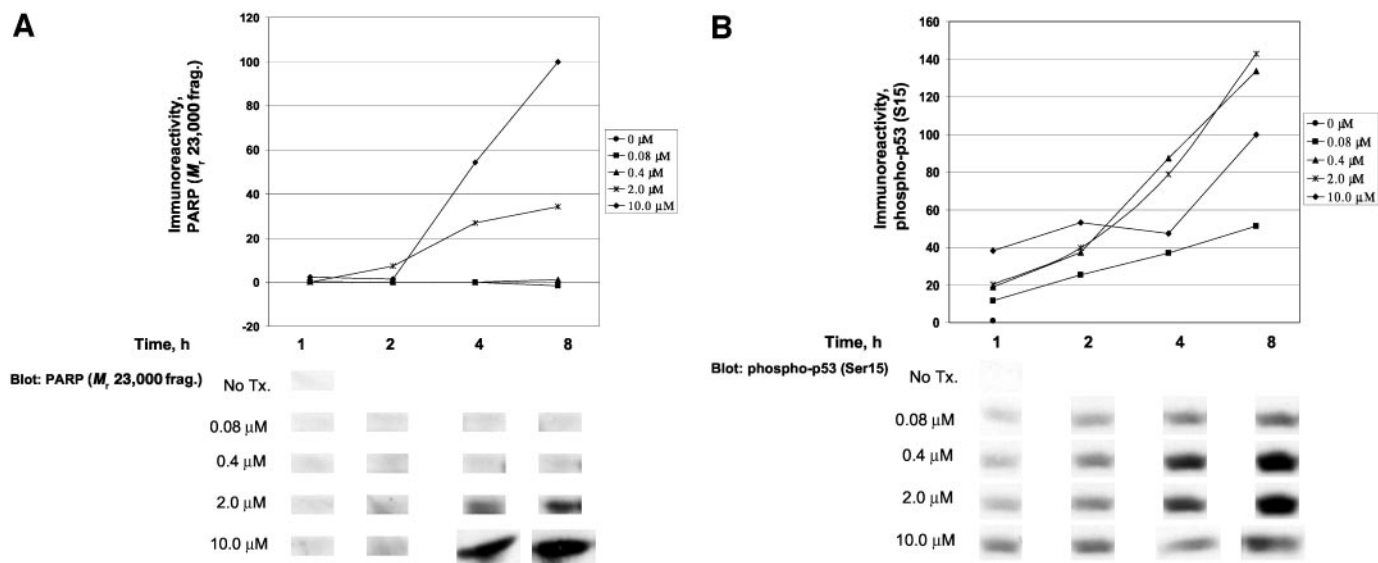 A
Immunoreactivity,
PARP (Mr 23,000 frag.)
120
100
80
60
40
20
0
-20
0 µM
0.08 µM
0.4 µM
2.0 µM
10.0 µM
Time, h 1 2 4 8
Blot: PARP (Mr 23,000 frag.)
No Tx.
0.08 µM
0.4 µM
2.0 µM
10.0 µM
B
Immunoreactivity,
phospho-p53 (S15)
160
140
120
100
80
60
40
20
0
0 µM
0.08 µM
0.4 µM
2.0 µM
10.0 µM
Time, h 1 2 4 8
Blot: phospho-p53 (Ser15)
No Tx.
0.08 µM
0.4 µM
2.0 µM
10.0 µM